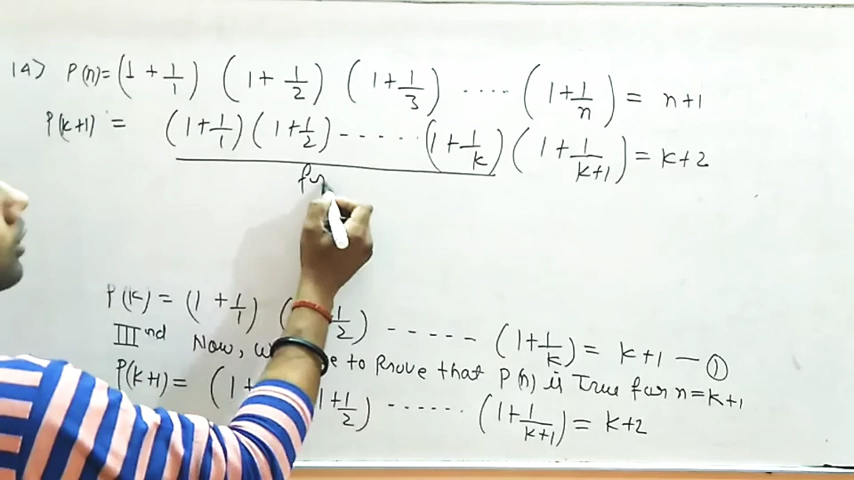 14) P(n) = (1 + 1/1) (1 + 1/2) (1 + 1/3) .... (1 + 1/n) = n+1
P(k+1) = (1 + 1/1) (1 + 1/2) ----- (1 + 1/k) (1 + 1/k+1) = k+2
P(k) = (1 + 1/1) ( 1/2) ----- (1 + 1/k) = k+1 — ①
IIInd Now, to Prove that P(n) is True for n = k+1
P(k+1) = (1 + 1+1/2) ------ (1 + 1/k+1) = k+2